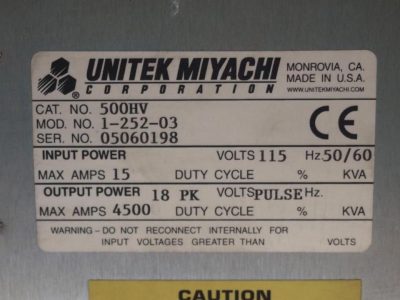 UNITEK MIYACHI
CORPORATION
MONROVIA, CA.
MADE IN U.S.A.
WWW.UNITEKMIYACHI.COM
CAT. NO. 500HV
MOD. NO. 1-252-03
SER. NO. 05060198
CE
INPUT POWER VOLTS 115 Hz 50/60
MAX AMPS 15 DUTY CYCLE % KVA
OUTPUT POWER 18 PK VOLTS PULSE Hz.
MAX AMPS 4500 DUTY CYCLE % KVA
WARNING - DO NOT RECONNECT INTERNALLY FOR
INPUT VOLTAGES GREATER THAN VOLTS
CAUTION